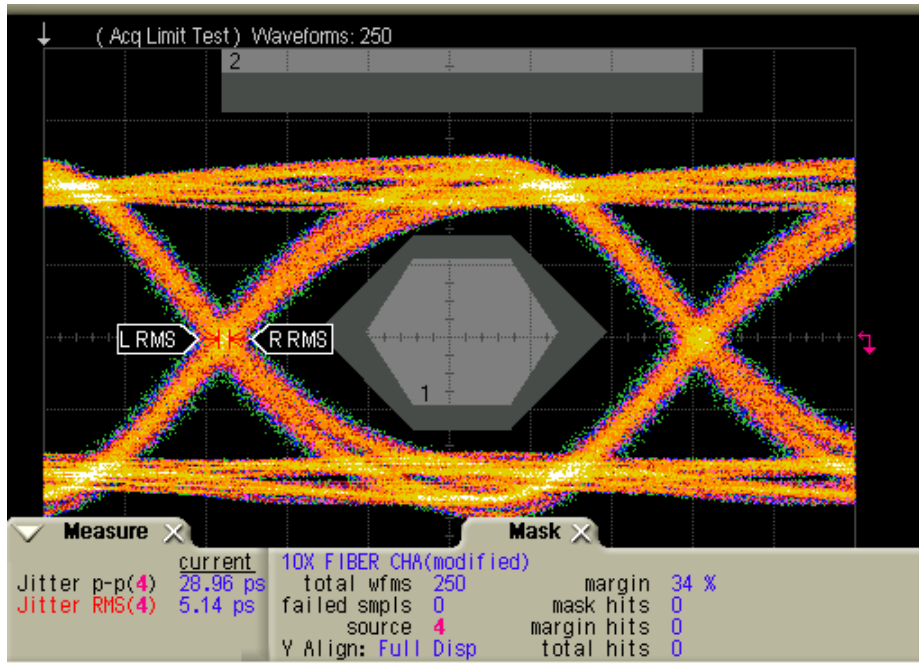 ( Acq Limit Test ) Waveforms: 250
2
L RMS
R RMS
1
Measure
Mask
current
Jitter p-p(4) 28.96 ps
Jitter RMS(4) 5.14 ps
10X FIBER CHA(modified)
total wfms 250 margin 34 %
failed smpls 0 mask hits 0
source 4 margin hits 0
Y Align: Full Disp total hits 0